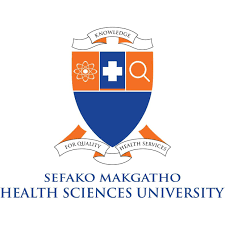 KNOWLEDGE
FOR QUALITY HEALTH SERVICES
SEFAKO MAKGATHO
HEALTH SCIENCES UNIVERSITY